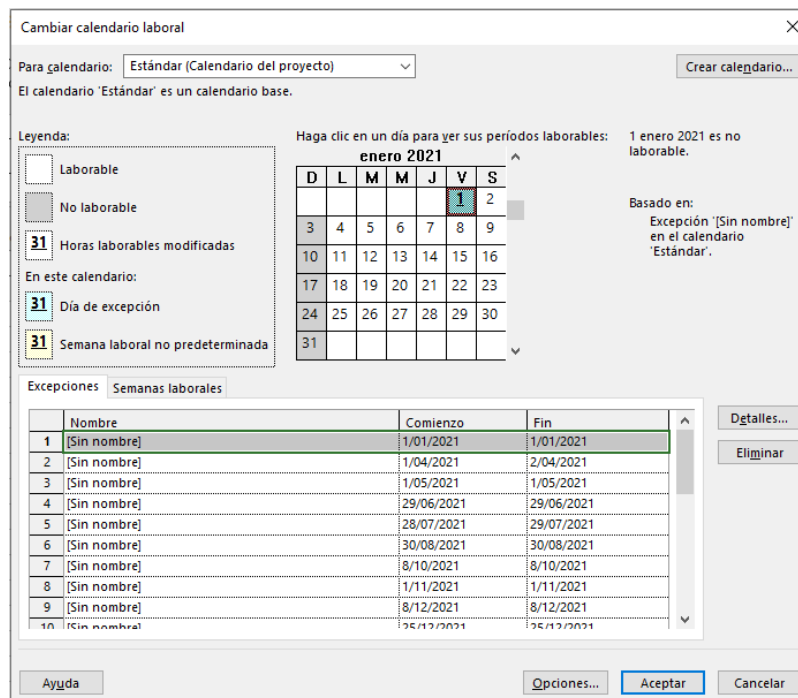 Cambiar calendario laboral
Para calendario: Estándar (Calendario del proyecto) Crear calendario...
El calendario 'Estándar' es un calendario base.
Leyenda:
Laborable
No laborable
31 Horas laborables modificadas
En este calendario:
31 Día de excepción
31 Semana laboral no predeterminada
Haga clic en un día para ver sus períodos laborables:
enero 2021
D L M M J V S
1 2
3 4 5 6 7 8 9
10 11 12 13 14 15 16
17 18 19 20 21 22 23
24 25 26 27 28 29 30
31
1 enero 2021 es no
laborable.
Basado en:
Excepción '[Sin nombre]'
en el calendario
'Estándar'.
Excepciones Semanas laborales
Nombre Comienzo Fin
1 [Sin nombre] 1/01/2021 1/01/2021
2 [Sin nombre] 1/04/2021 2/04/2021
3 [Sin nombre] 1/05/2021 1/05/2021
4 [Sin nombre] 29/06/2021 29/06/2021
5 [Sin nombre] 28/07/2021 29/07/2021
6 [Sin nombre] 30/08/2021 30/08/2021
7 [Sin nombre] 8/10/2021 8/10/2021
8 [Sin nombre] 1/11/2021 1/11/2021
9 [Sin nombre] 8/12/2021 8/12/2021
10 [Sin nombre] 25/12/2021 25/12/2021
Detalles...
Eliminar
Ayuda Opciones... Aceptar Cancelar